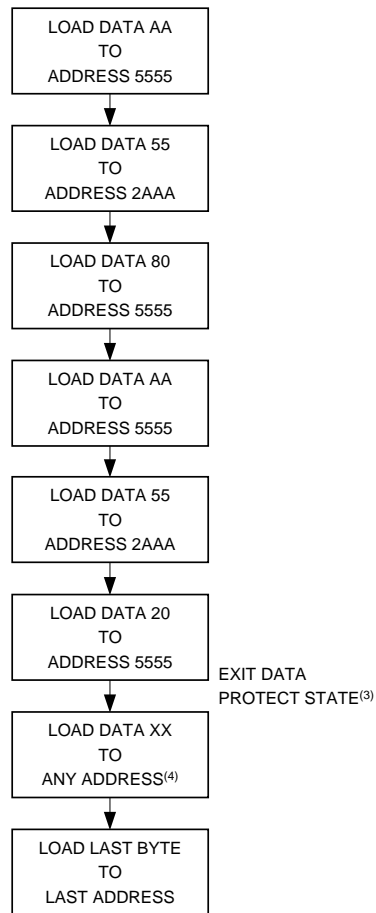 LOAD DATA AA
TO
ADDRESS 5555
LOAD DATA 55
TO
ADDRESS 2AAA
LOAD DATA 80
TO
ADDRESS 5555
LOAD DATA AA
TO
ADDRESS 5555
LOAD DATA 55
TO
ADDRESS 2AAA
LOAD DATA 20
TO
ADDRESS 5555
EXIT DATA
PROTECT STATE(3)
LOAD DATA XX
TO
ANY ADDRESS(4)
LOAD LAST BYTE
TO
LAST ADDRESS